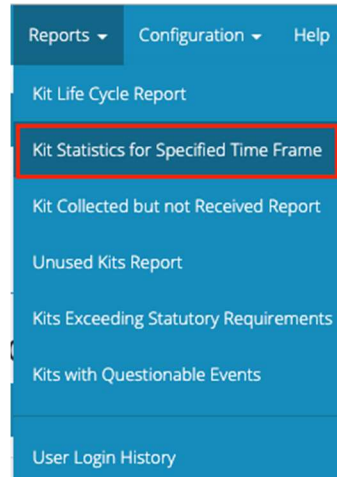 Reports Configuration Help
Kit Life Cycle Report
Kit Statistics for Specified Time Frame
Kit Collected but not Received Report
Unused Kits Report
Kits Exceeding Statutory Requirements
Kits with Questionable Events
User Login History